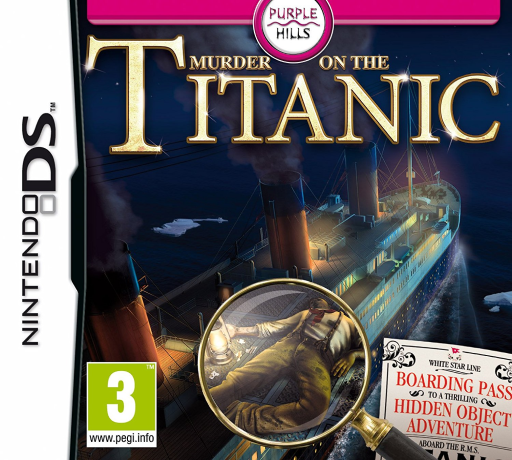 PURPLE
HILLS
MURDER ON THE
TITANIC
NINTENDO DS™
3
www.pegi.info
WHITE STAR LINE
BOARDING PASS
TO A THRILLING
HIDDEN OBJECT
ADVENTURE
ABOARD THE R.M.S.